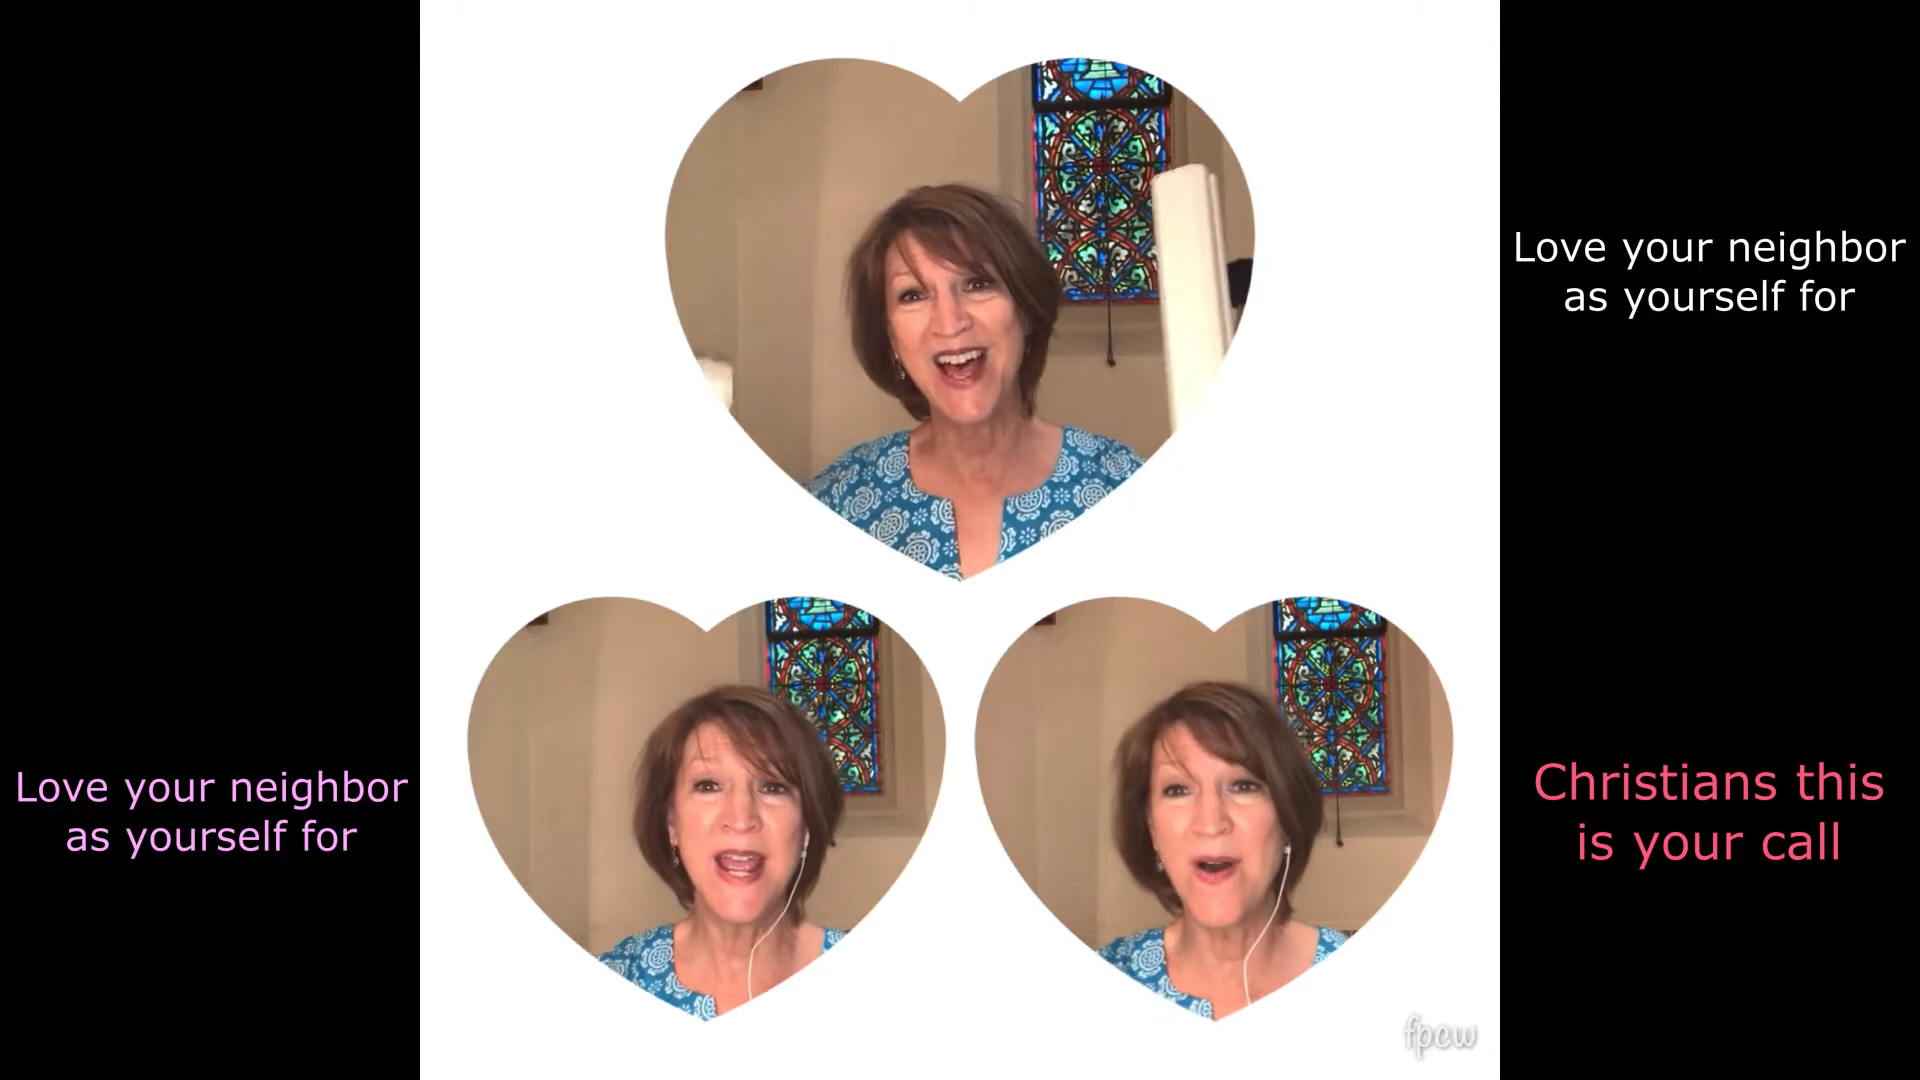 Love your neighbor
as yourself for
Love your neighbor
as yourself for
Christians this
is your call
fpcw